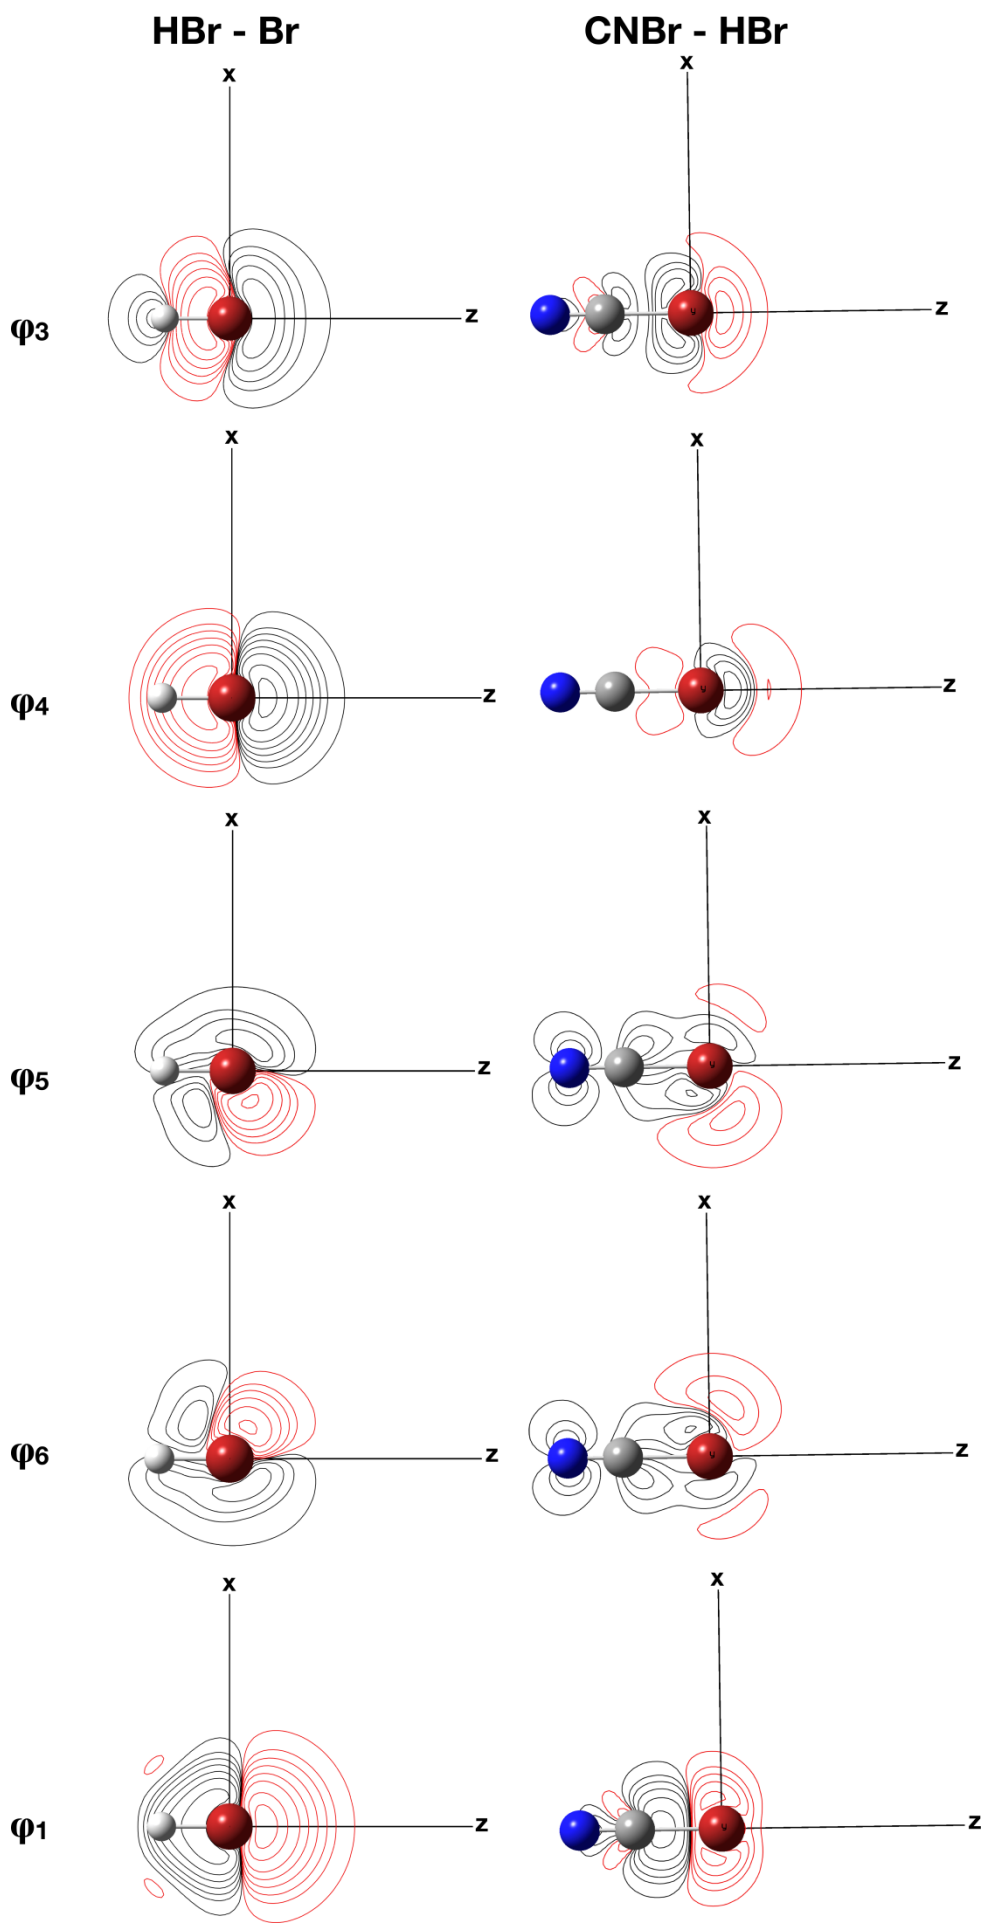 HBr - Br CNBr - HBr
x x
φ3 z z
x x
φ4 z z
x x
φ5 z z
x x
φ6 z z
x x
φ1 z z